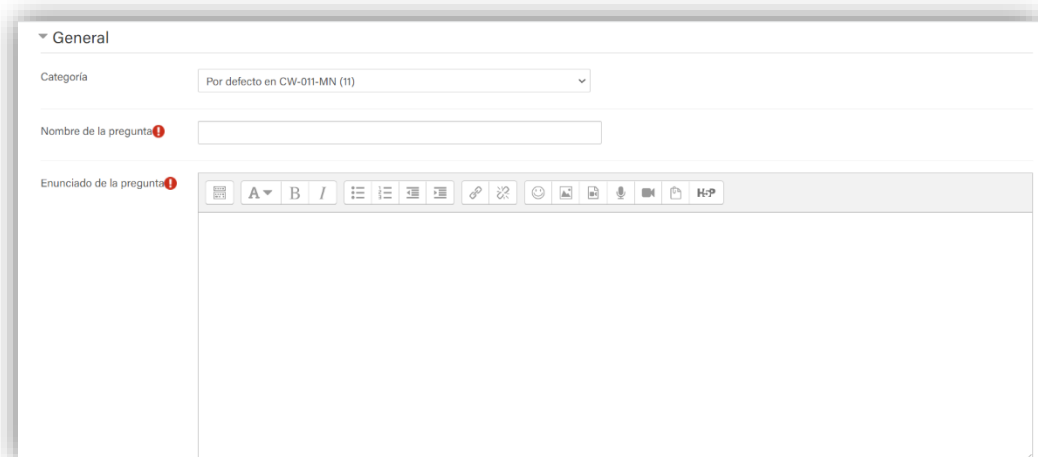 General
Categoría
Por defecto en CW-011-MN (11)
Nombre de la pregunta
Enunciado de la pregunta
A B I H-P